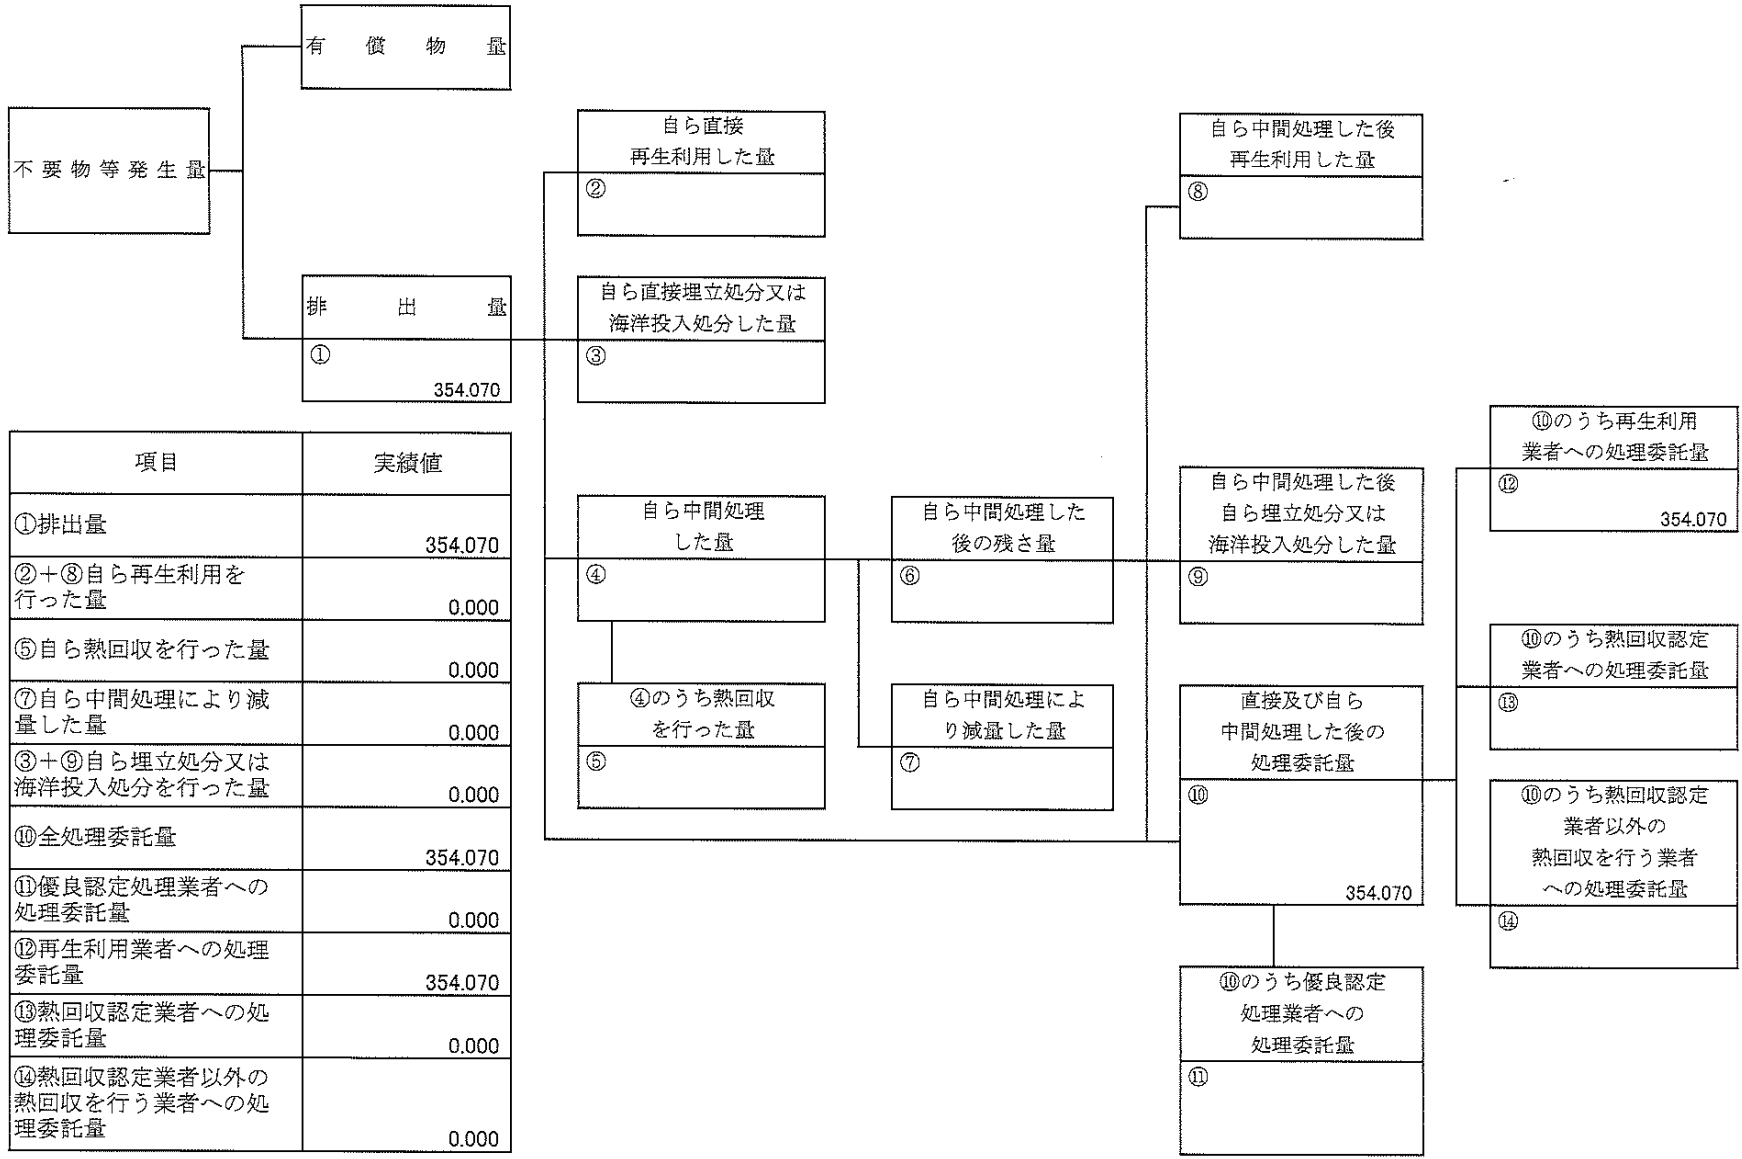 有償物量
不要物等発生量
排出量
①
354.070
自ら直接
再生利用した量
②
自ら直接埋立処分又は
海洋投入処分した量
③
自ら中間処理
した量
④
④のうち熱回収
を行った量
⑤
自ら中間処理した
後の残さ量
⑥
自ら中間処理によ
り減量した量
⑦
自ら中間処理した後
再生利用した量
⑧
自ら中間処理した後
自ら埋立処分又は
海洋投入処分した量
⑨
直接及び自ら
中間処理した後の
処理委託量
⑩
354.070
⑩のうち優良認定
処理業者への
処理委託量
⑪
⑩のうち再生利用
業者への処理委託量
⑫
354.070
⑩のうち熱回収認定
業者への処理委託量
⑬
⑩のうち熱回収認定
業者以外の
熱回収を行う業者
への処理委託量
⑭
項目 実績値
①排出量
354.070
②＋⑧自ら再生利用を
行った量
0.000
⑤自ら熱回収を行った量
0.000
⑦自ら中間処理により減
量した量
0.000
③＋⑨自ら埋立処分又は
海洋投入処分を行った量
0.000
⑩全処理委託量
354.070
⑪優良認定処理業者への
処理委託量
0.000
⑫再生利用業者への処理
委託量
354.070
⑬熱回収認定業者への処
理委託量
0.000
⑭熱回収認定業者以外の
熱回収を行う業者への処
理委託量
0.000